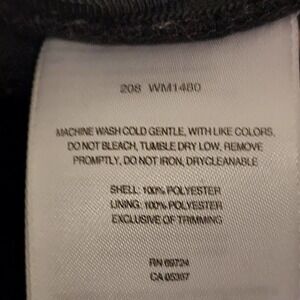 208 WM1480
MACHINE WASH COLD GENTLE, WITH LIKE COLORS,
DO NOT BLEACH, TUMBLE DRY LOW, REMOVE
PROMPTLY, DO NOT IRON, DRYCLEANABLE
SHELL: 100% POLYESTER
LINING: 100% POLYESTER
EXCLUSIVE OF TRIMMING
RN 69724
CA 05387